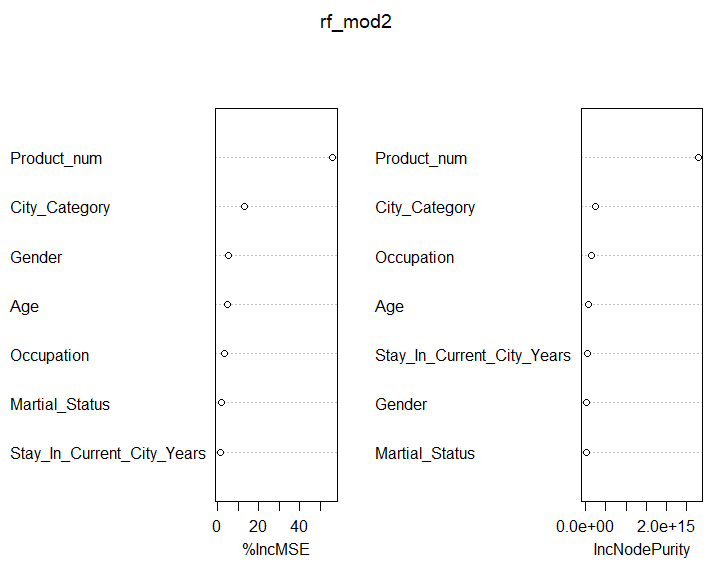 rf_mod2
Product_num
City_Category
Gender
Age
Occupation
Martial_Status
Stay_In_Current_City_Years
0 20 40
%IncMSE
Product_num
City_Category
Occupation
Age
Stay_In_Current_City_Years
Gender
Martial_Status
0.0e+00 2.0e+15
IncNodePurity